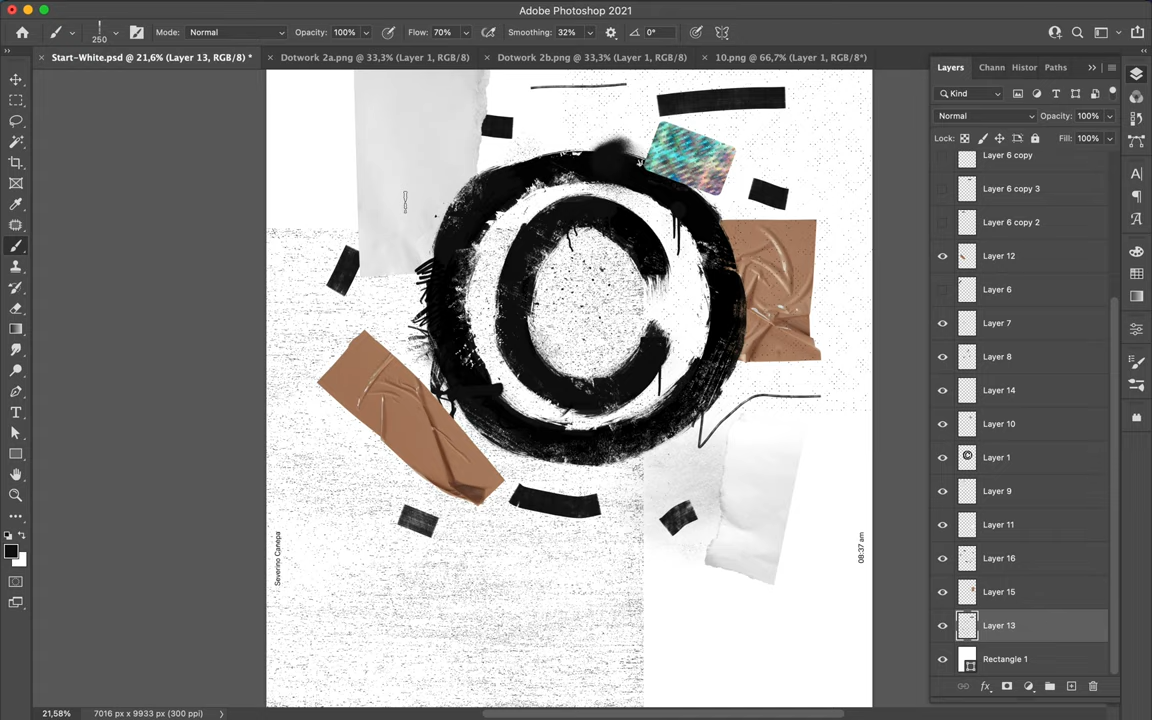 Adobe Photoshop 2021
250
Mode: Normal
Opacity: 100%
Flow: 70%
Smoothing: 32%
0°
Start-White.psd @ 21,6% (Layer 13, RGB/8) *
Dotwork 2a.png @ 33,3% (Layer 1, RGB/8)
Dotwork 2b.png @ 33,3% (Layer 1, RGB/8)
10.png @ 66,7% (Layer 1, RGB/8*)
Layers
Chann
Histor
Paths
Kind
Normal
Opacity: 100%
Lock:
Fill: 100%
Layer 6 copy
Layer 6 copy 3
Layer 6 copy 2
Layer 12
Layer 6
Layer 7
Layer 8
Layer 14
Layer 10
Layer 1
Layer 9
Layer 11
Layer 16
Layer 15
Layer 13
Rectangle 1
fx
©
Severino Canepa
08:37 am
21,58%
7016 px x 9933 px (300 ppi)